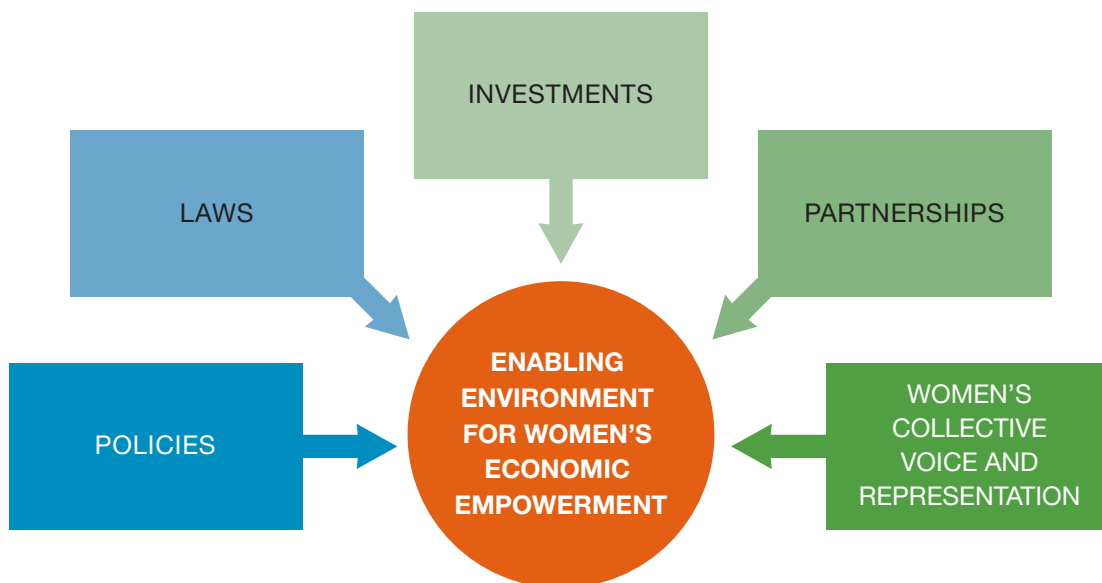 INVESTMENTS
LAWS
PARTNERSHIPS
POLICIES
ENABLING
ENVIRONMENT
FOR WOMEN’S
ECONOMIC
EMPOWERMENT
WOMEN’S
COLLECTIVE
VOICE AND
REPRESENTATION